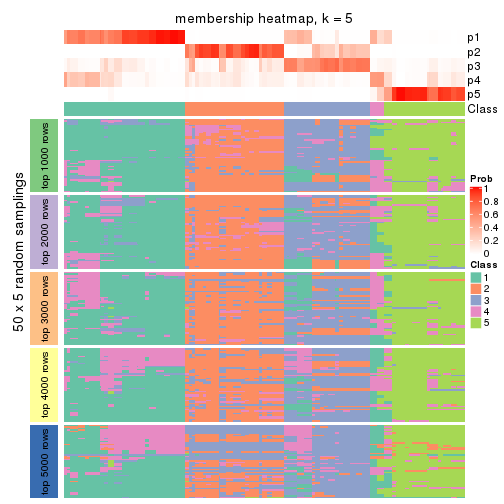 membership heatmap, k = 5
p1
p2
p3
p4
p5
Class
50 x 5 random samplings
top 1000 rows
top 2000 rows
top 3000 rows
top 4000 rows
top 5000 rows
Prob
1
0.8
0.6
0.4
0.2
0
Class
1
2
3
4
5